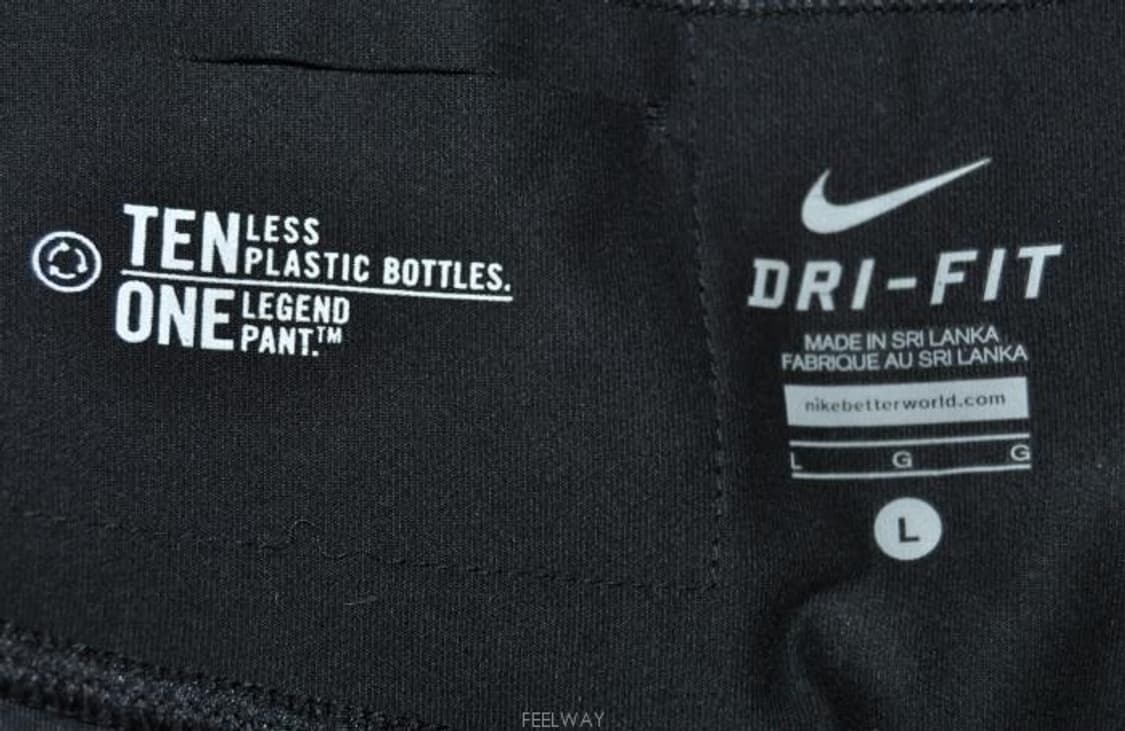 TEN LESS
PLASTIC BOTTLES.
ONE LEGEND
PANT.™
DRI-FIT
MADE IN SRI LANKA
FABRIQUE AU SRI LANKA
nikebetterworld.com
L G G
L
FEELWAY